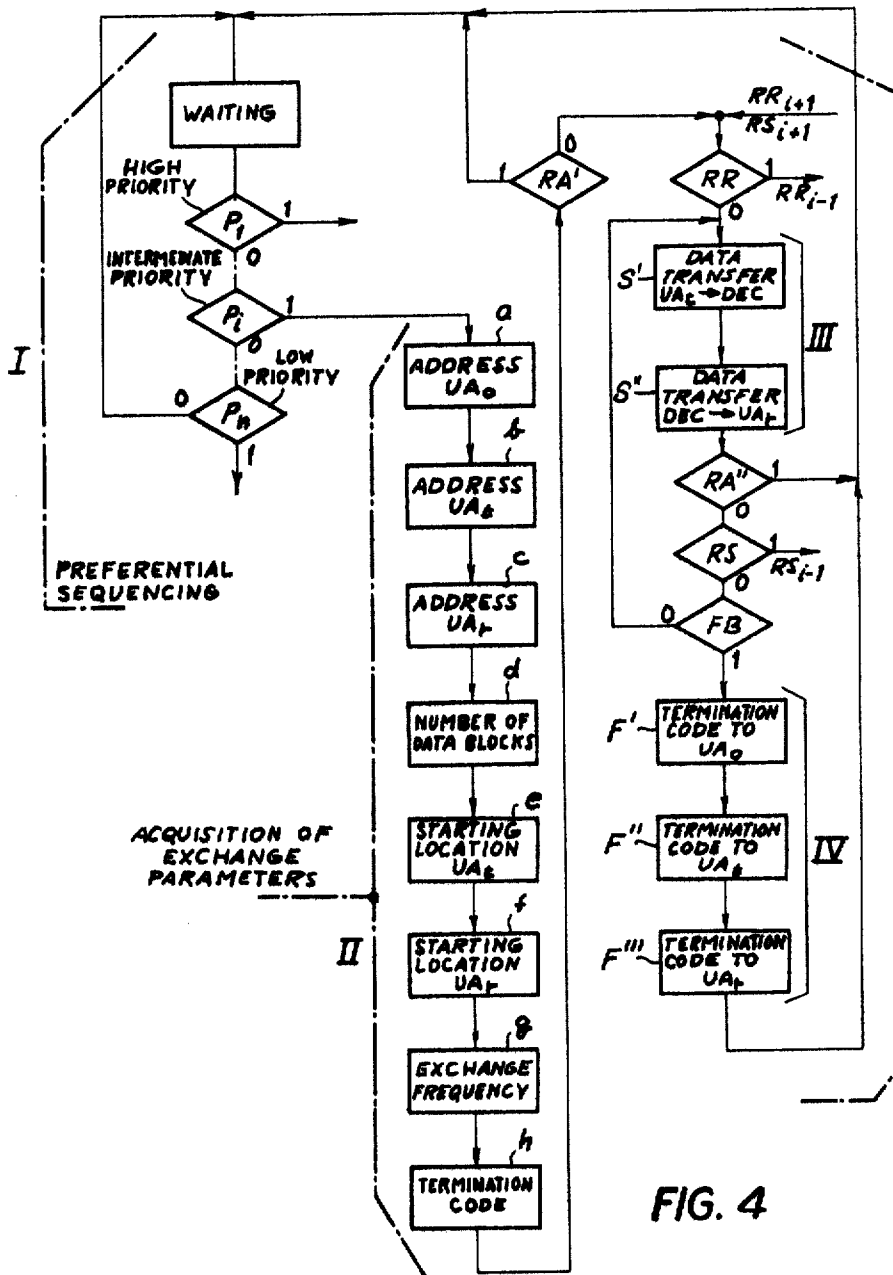 WAITING
HIGH
PRIORITY
P1
1
0
INTERMEDIATE
PRIORITY
Pi
1
0
LOW
PRIORITY
Pn
0
1
I
PREFERENTIAL
SEQUENCING
a
ADDRESS
UAo
b
ADDRESS
UAt
c
ADDRESS
UAr
d
NUMBER OF
DATA BLOCKS
e
STARTING
LOCATION
UAt
f
STARTING
LOCATION
UAr
g
EXCHANGE
FREQUENCY
h
TERMINATION
CODE
ACQUISITION OF
EXCHANGE
PARAMETERS
II
RA'
0
1
RRi+1
RSi+1
RR
1
RRi-1
0
S'
DATA
TRANSFER
UAt→DEC
S"
DATA
TRANSFER
DEC→UAr
III
RA"
1
0
RS
1
RSi-1
0
FB
0
1
F'
TERMINATION
CODE TO
UAo
F"
TERMINATION
CODE TO
UAt
F'''
TERMINATION
CODE TO
UAr
IV
FIG. 4